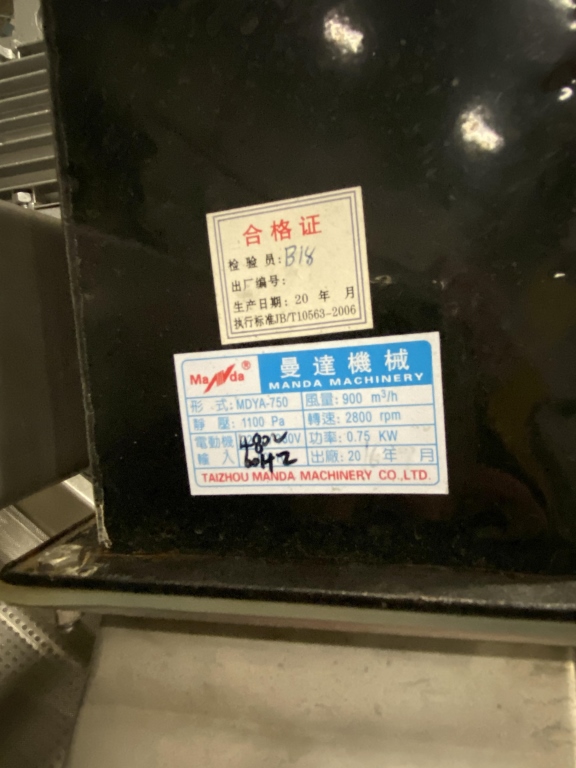 合格证
检验员: B18
出厂编号:
生产日期: 20 年 月
执行标准JB/T10563-2006
Manda®
曼達機械
MANDA MACHINERY
形 式: MDYA-750 風量: 900 m³/h
靜 壓: 1100 Pa 轉速: 2800 rpm
電動機 480V 功率: 0.75 KW
輸 入 60HZ 出廠: 20 年 月
TAIZHOU MANDA MACHINERY CO.,LTD.